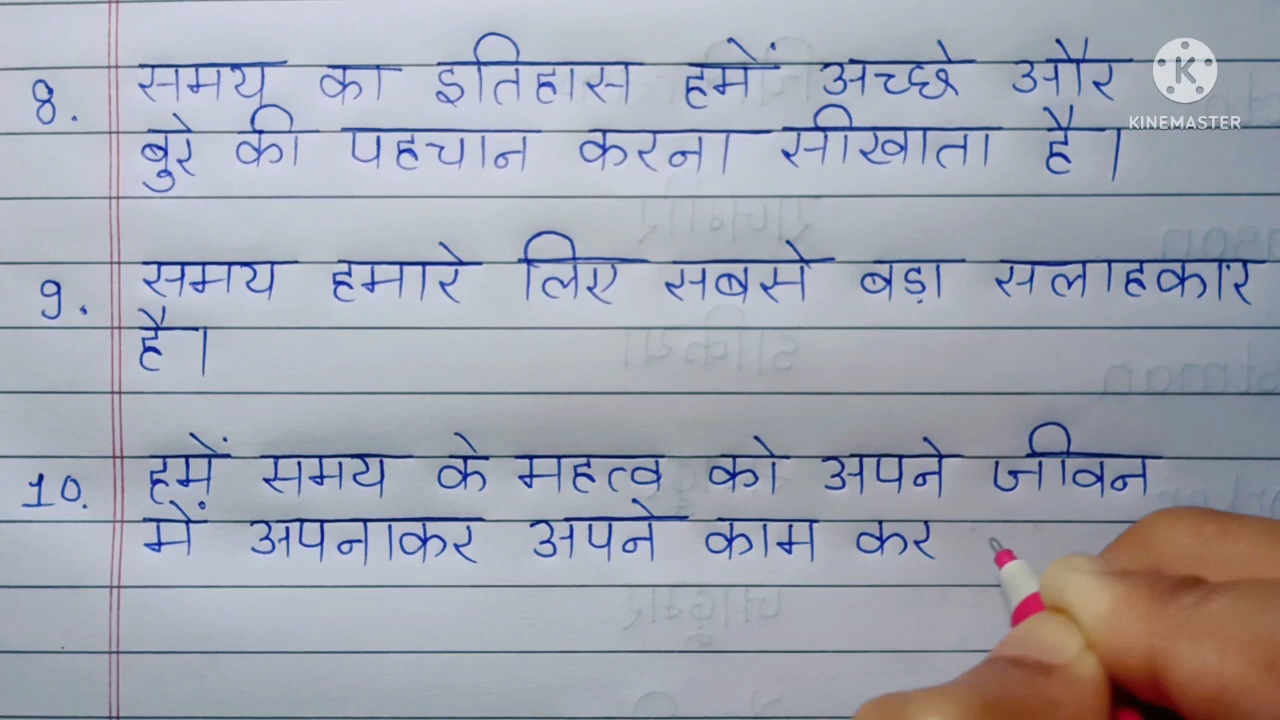 8. समय का इतिहास हमें अच्छे और
बुरे की पहचान करना सीखाता है।
9. समय हमारे लिए सबसे बड़ा सलाहकार
है।
10. हमें समय के महत्व को अपने जीवन
में अपनाकर अपने काम कर
K
KINEMASTER